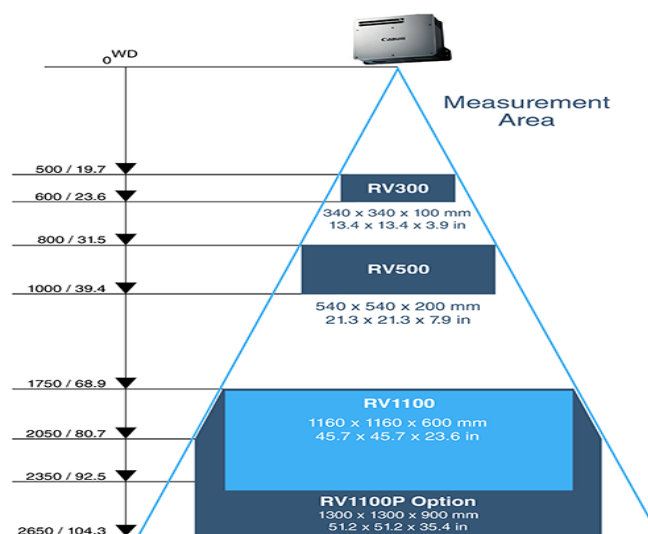 Canon
0 WD
Measurement
Area
500 / 19.7
RV300
600 / 23.6
340 x 340 x 100 mm
13.4 x 13.4 x 3.9 in
800 / 31.5
RV500
1000 / 39.4
540 x 540 x 200 mm
21.3 x 21.3 x 7.9 in
1750 / 68.9
RV1100
1160 x 1160 x 600 mm
45.7 x 45.7 x 23.6 in
2050 / 80.7
2350 / 92.5
RV1100P Option
1300 x 1300 x 900 mm
51.2 x 51.2 x 35.4 in
2650 / 104.3